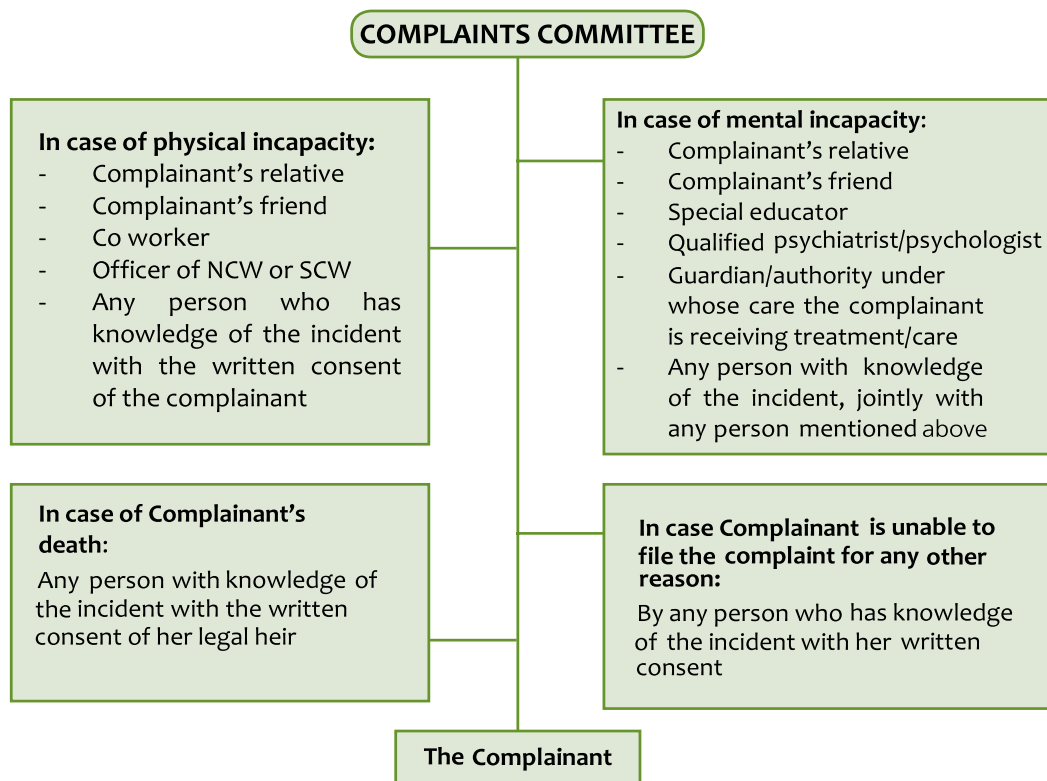 COMPLAINTS COMMITTEE
In case of physical incapacity:
- Complainant's relative
- Complainant's friend
- Co worker
- Officer of NCW or SCW
- Any person who has
knowledge of the incident
with the written consent
of the complainant
In case of mental incapacity:
- Complainant's relative
- Complainant's friend
- Special educator
- Qualified psychiatrist/psychologist
- Guardian/authority under
whose care the complainant
is receiving treatment/care
- Any person with knowledge
of the incident, jointly with
any person mentioned above
In case of Complainant's
death:
Any person with knowledge of
the incident with the written
consent of her legal heir
In case Complainant is unable to
file the complaint for any other
reason:
By any person who has knowledge
of the incident with her written
consent
The Complainant